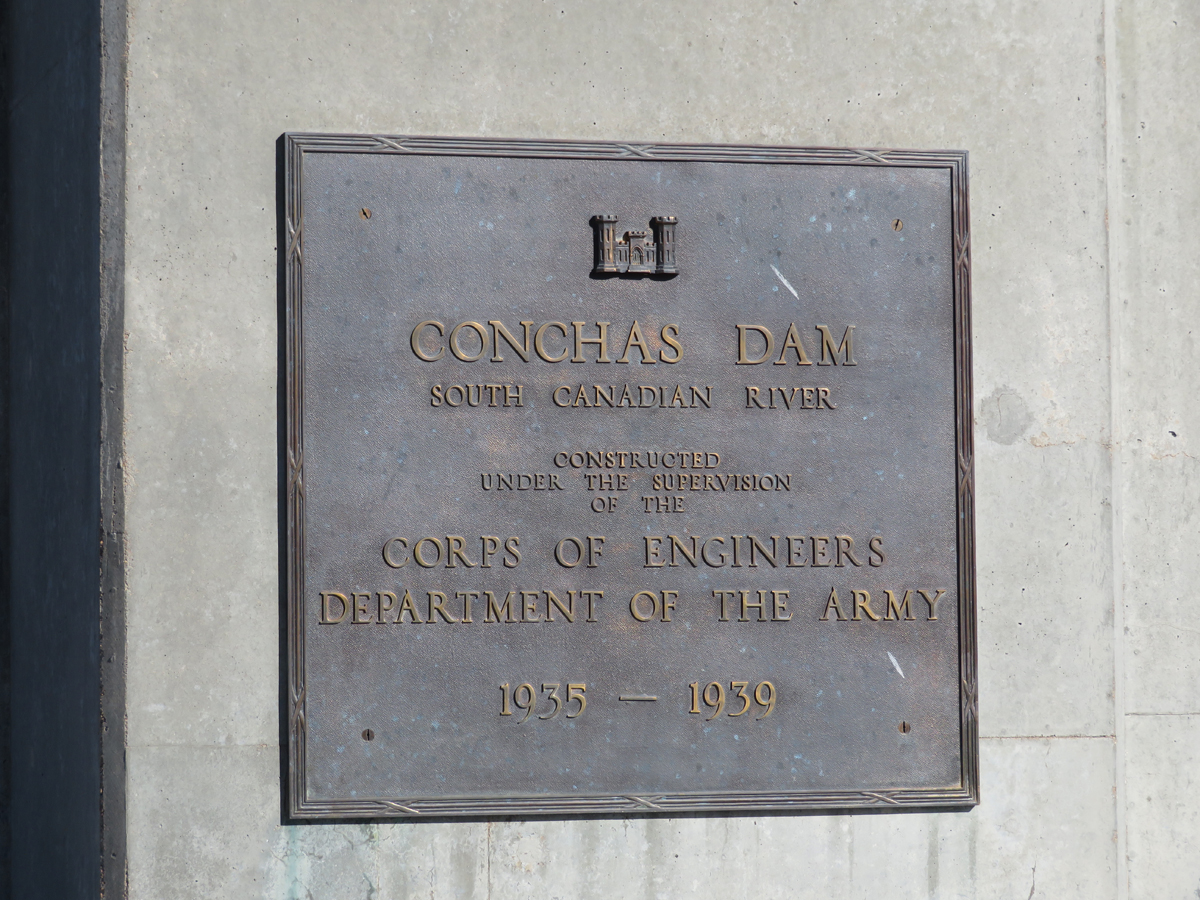 CONCHAS DAM
SOUTH CANADIAN RIVER
CONSTRUCTED
UNDER THE SUPERVISION
OF THE
CORPS OF ENGINEERS
DEPARTMENT OF THE ARMY
1935 — 1939